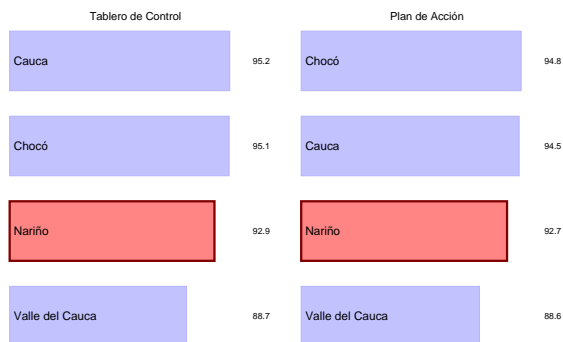 Tablero de Control
Cauca 95.2
Chocó 95.1
Nariño 92.9
Valle del Cauca 88.7
Plan de Acción
Chocó 94.8
Cauca 94.5
Nariño 92.7
Valle del Cauca 88.6